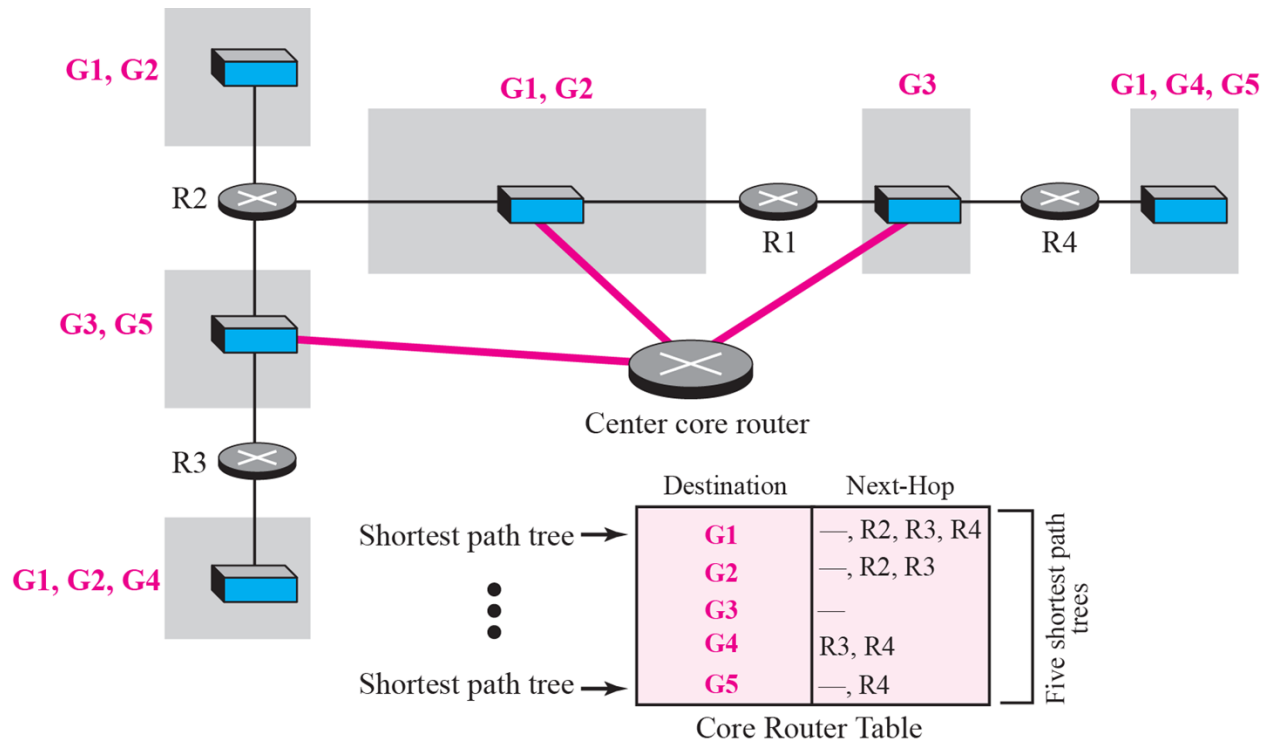 G1, G2
G1, G2
G3
G1, G4, G5
R2
R1
R4
G3, G5
Center core router
R3
G1, G2, G4
Destination
Next-Hop
Shortest path tree
G1
—, R2, R3, R4
G2
—, R2, R3
G3
—
G4
R3, R4
Shortest path tree
G5
—, R4
Five shortest path
trees
Core Router Table